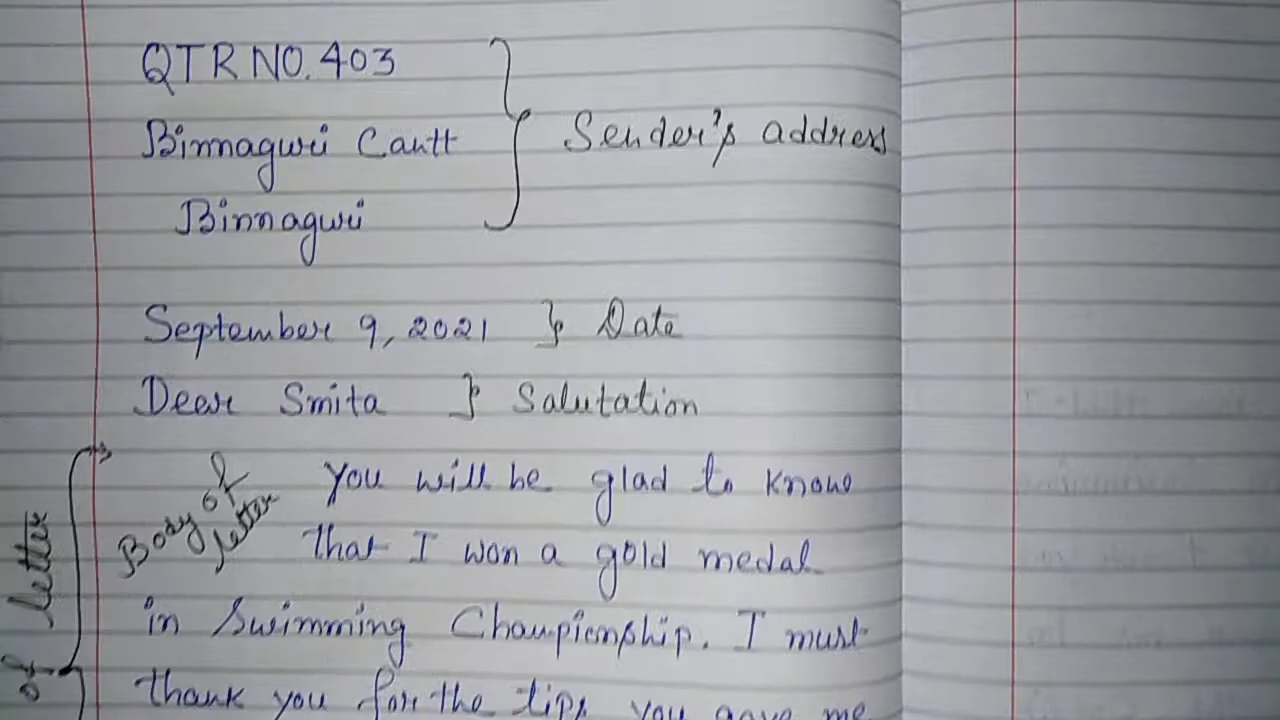 QTR NO. 403
Binnaguri Cantt
Binnaguri
} Sender's address
September 9, 2021 } Date
Dear Smita } Salutation
Body of letter
You will be glad to know
that I won a gold medal
in Swimming Championship. I must
thank you for the tips you gave me
of letter